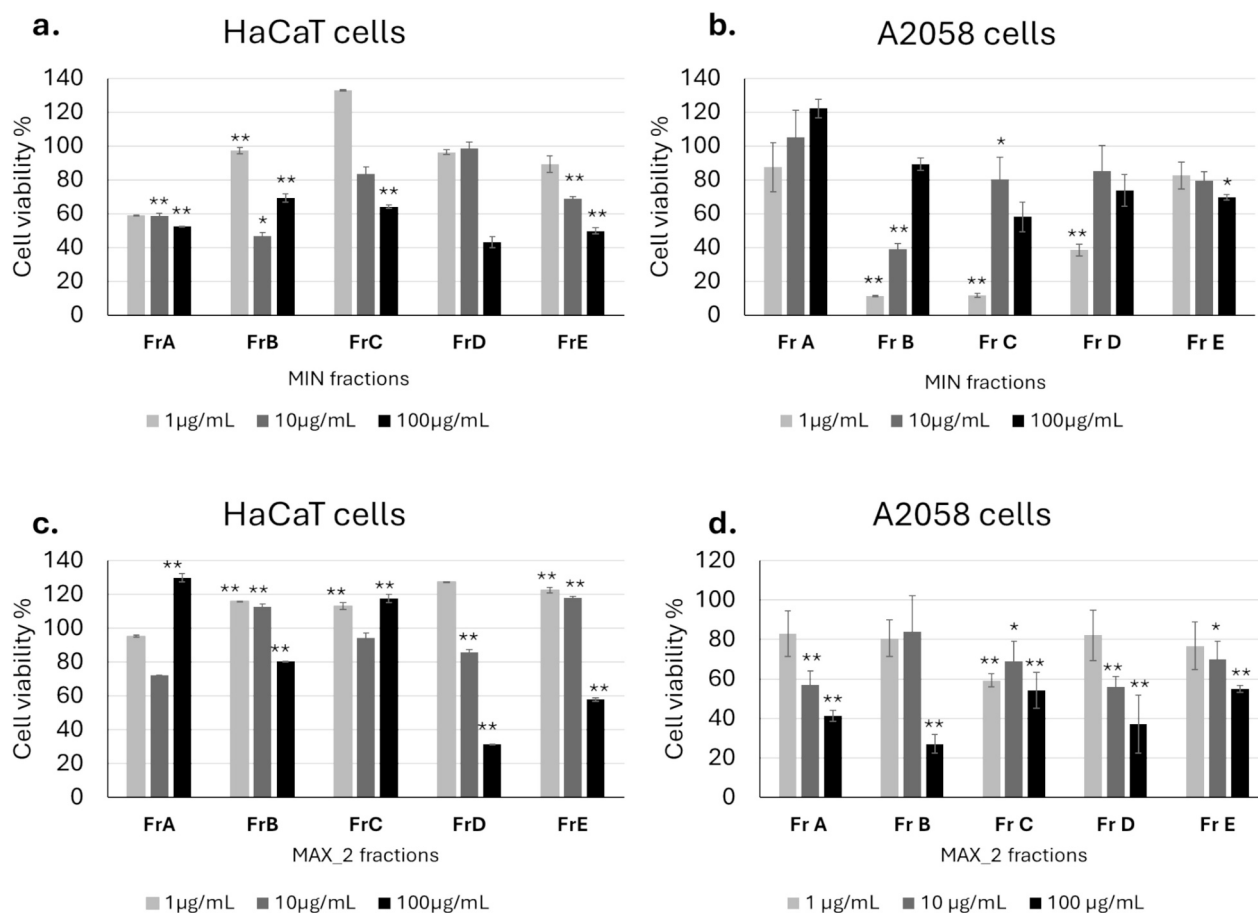 a.
HaCaT cells
Cell viability %
140
120
100
80
60
40
20
0
**
**
**
*
**
**
**
**
FrA
FrB
FrC
FrD
FrE
MIN fractions
1µg/mL
10µg/mL
100µg/mL
b.
A2058 cells
Cell viability %
140
120
100
80
60
40
20
0
**
**
**
*
**
*
Fr A
Fr B
Fr C
Fr D
Fr E
MIN fractions
1µg/mL
10µg/mL
100µg/mL
c.
HaCaT cells
Cell viability %
140
120
100
80
60
40
20
0
**
**
**
**
**
**
**
**
**
**
**
FrA
FrB
FrC
FrD
FrE
MAX_2 fractions
1µg/mL
10µg/mL
100µg/mL
d.
A2058 cells
Cell viability %
120
100
80
60
40
20
0
**
**
**
**
*
**
**
**
*
**
Fr A
Fr B
Fr C
Fr D
Fr E
MAX_2 fractions
1 µg/mL
10 µg/mL
100 µg/mL